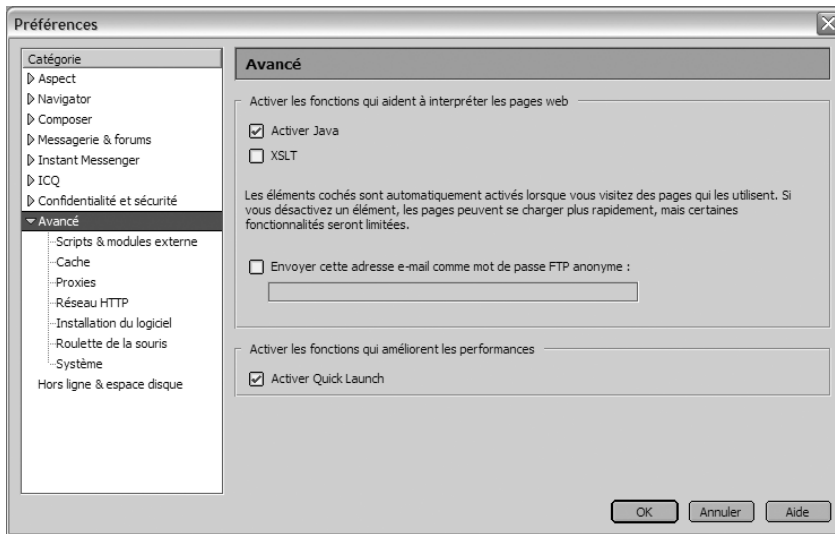 Préférences
Catégorie
Aspect
Navigator
Composer
Messagerie & forums
Instant Messenger
ICQ
Confidentialité et sécurité
Avancé
Scripts & modules externe
Cache
Proxies
Réseau HTTP
Installation du logiciel
Roulette de la souris
Système
Hors ligne & espace disque
Avancé
Activer les fonctions qui aident à interpréter les pages web
Activer Java
XSLT
Les éléments cochés sont automatiquement activés lorsque vous visitez des pages qui les utilisent. Si
vous désactivez un élément, les pages peuvent se charger plus rapidement, mais certaines
fonctionnalités seront limitées.
Envoyer cette adresse e-mail comme mot de passe FTP anonyme :
Activer les fonctions qui améliorent les performances
Activer Quick Launch
OK
Annuler
Aide